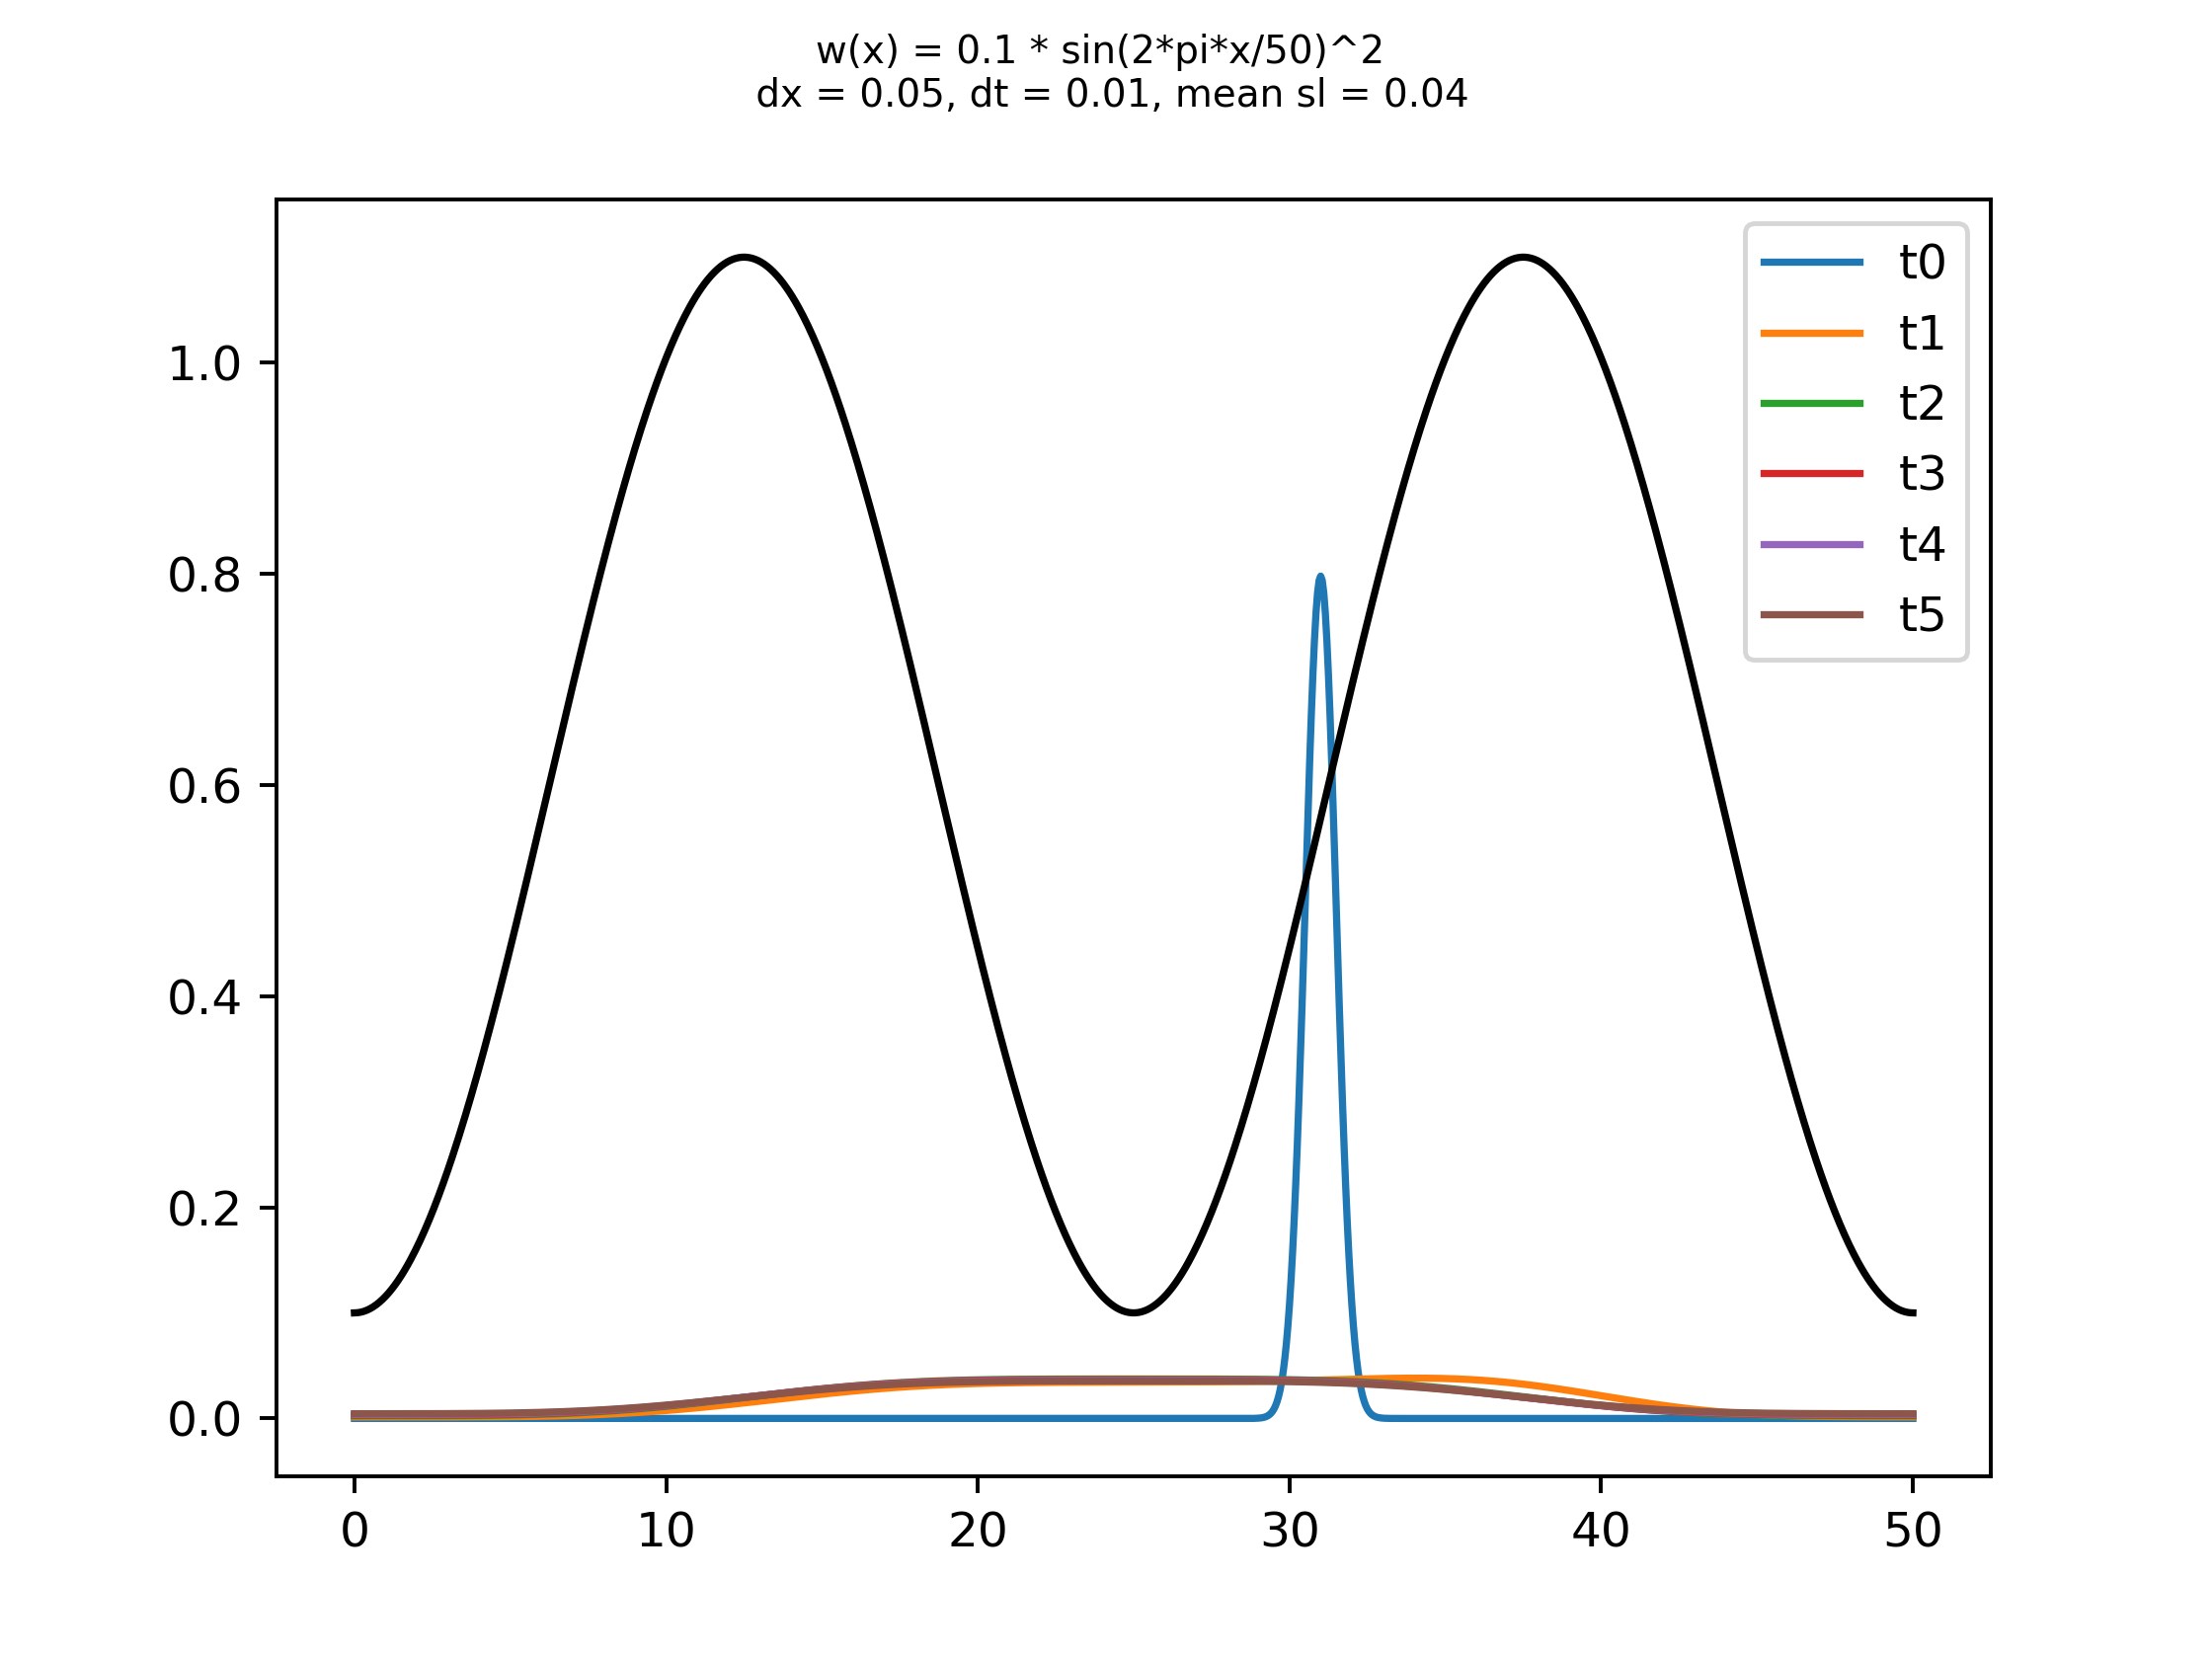 w(x) = 0.1 * sin(2*pi*x/50)^2
dx = 0.05, dt = 0.01, mean sl = 0.04
t0
t1
t2
t3
t4
t5
1.0
0.8
0.6
0.4
0.2
0.0
0 10 20 30 40 50